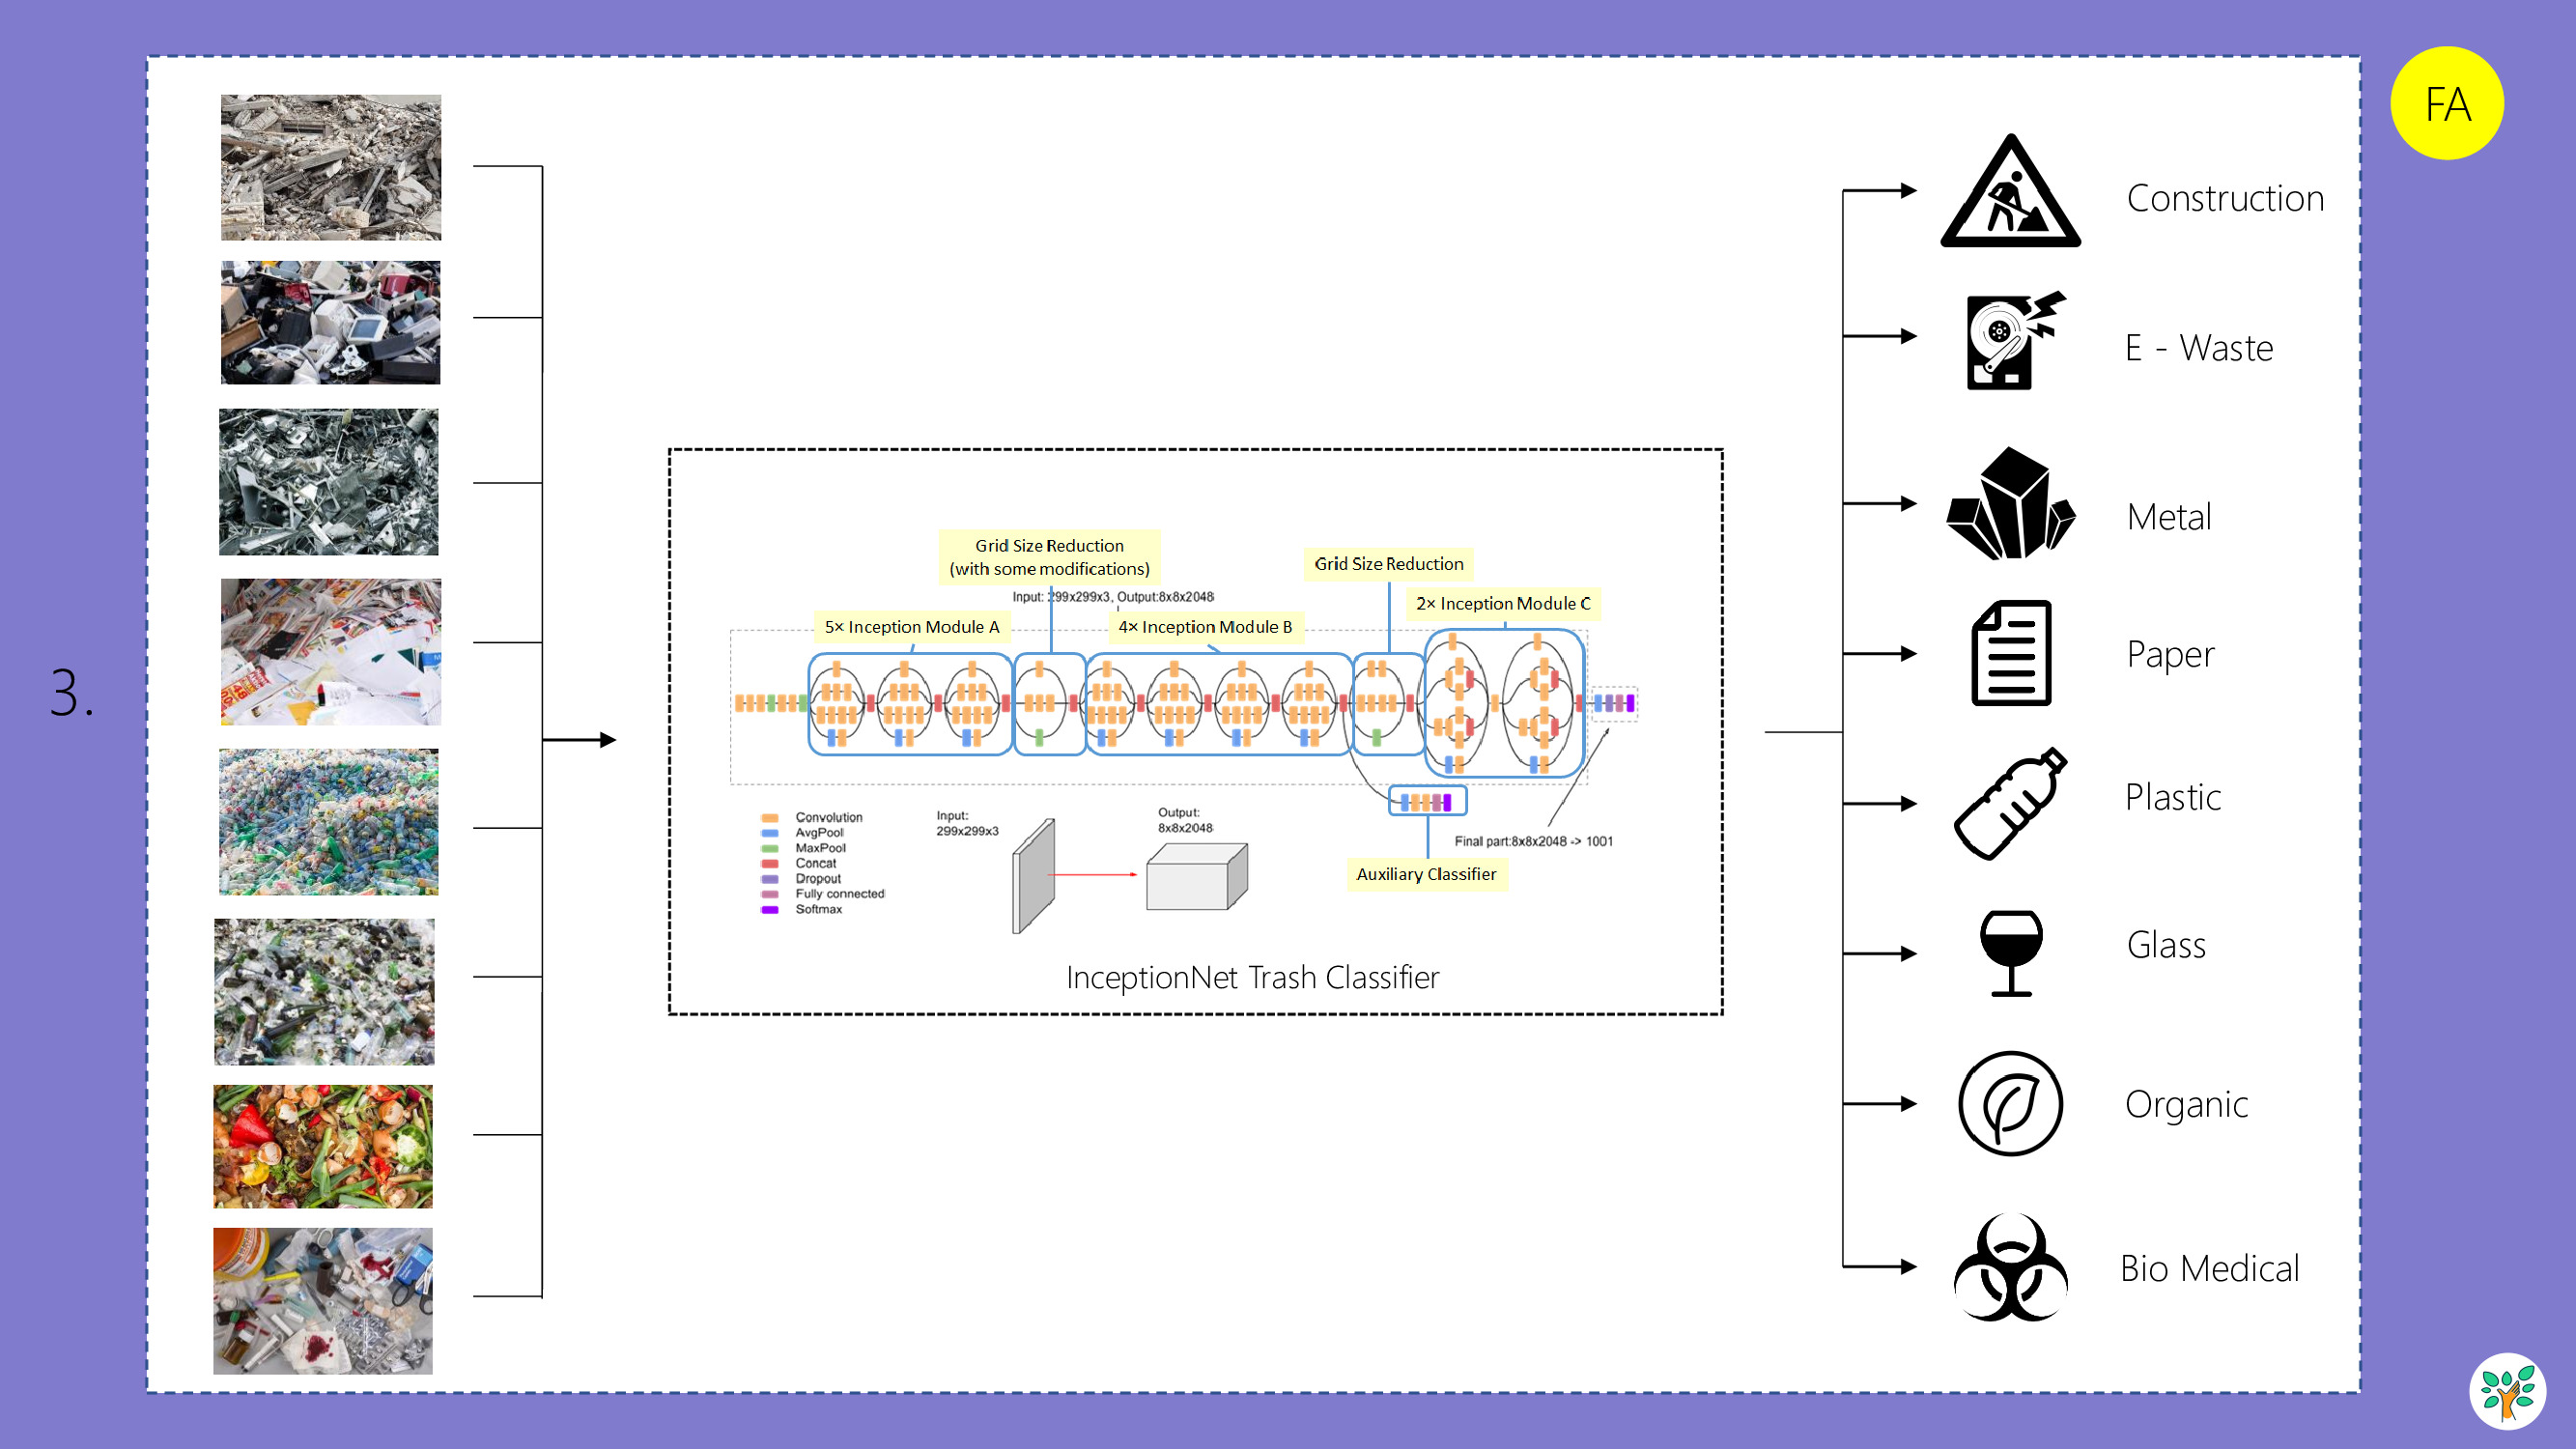 FA
3.
Grid Size Reduction
(with some modifications)
Grid Size Reduction
Input: 299x299x3, Output:8x8x2048
2× Inception Module C
5× Inception Module A
4× Inception Module B
Convolution
AvgPool
MaxPool
Concat
Dropout
Fully connected
Softmax
Input:
299x299x3
Output:
8x8x2048
Final part:8x8x2048 -> 1001
Auxiliary Classifier
InceptionNet Trash Classifier
Construction
E - Waste
Metal
Paper
Plastic
Glass
Organic
Bio Medical